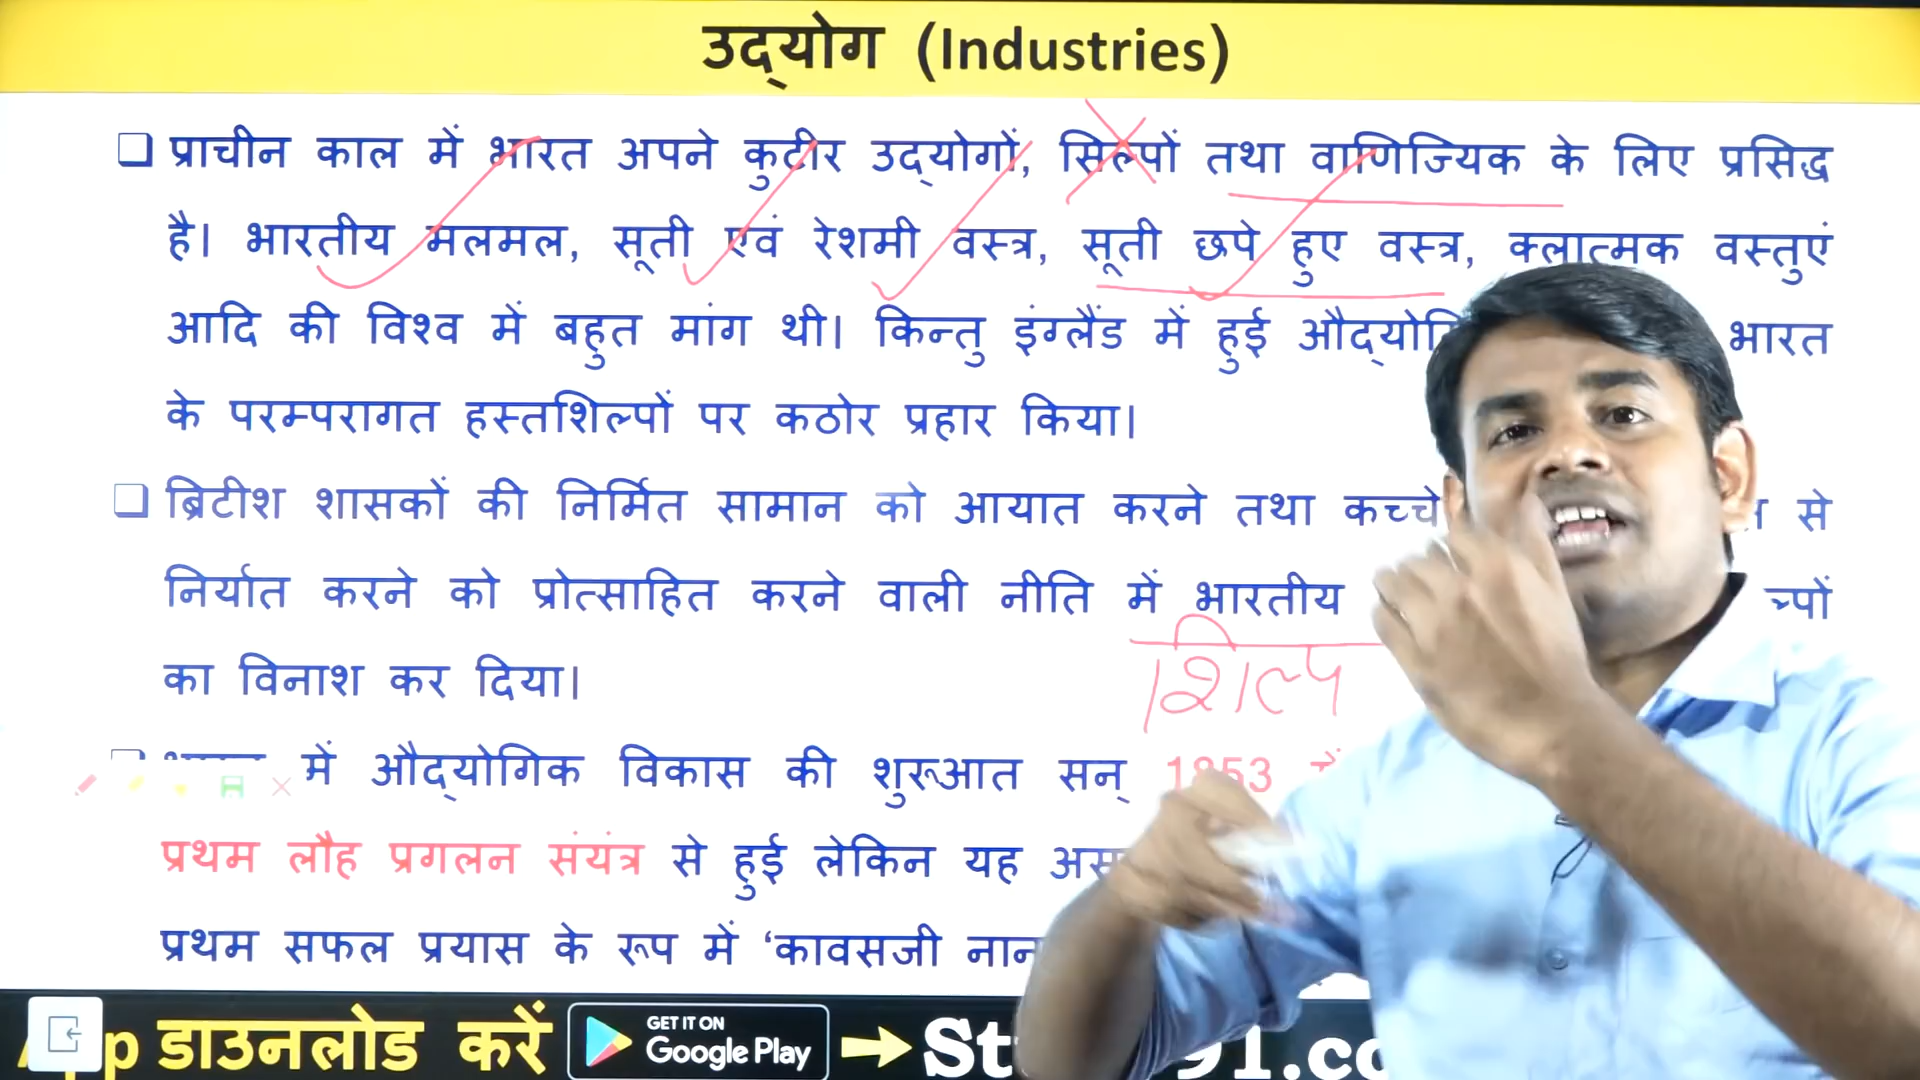 उद्योग (Industries)
प्राचीन काल में भारत अपने कुटीर उद्योगों, सिल्पों तथा वाणिज्यिक के लिए प्रसिद्ध
है। भारतीय मलमल, सूती एवं रेशमी वस्त्र, सूती छपे हुए वस्त्र, क्लात्मक वस्तुएं
आदि की विश्व में बहुत मांग थी। किन्तु इंग्लैंड में हुई भारत
के परम्परागत हस्तशिल्पों पर कठोर प्रहार किया।
ब्रिटीश शासकों की निर्मित सामान को आयात करने तथा कच्चे से
निर्यात करने को प्रोत्साहित करने वाली नीति में भारतीय
का विनाश कर दिया।
शिल्प
में औद्योगिक विकास की शुरूआत सन् 1853
प्रथम लौह प्रगलन संयंत्र से हुई लेकिन यह
प्रथम सफल प्रयास के रूप में ‘कावसजी
डाउनलोड करें GET IT ON Google Play